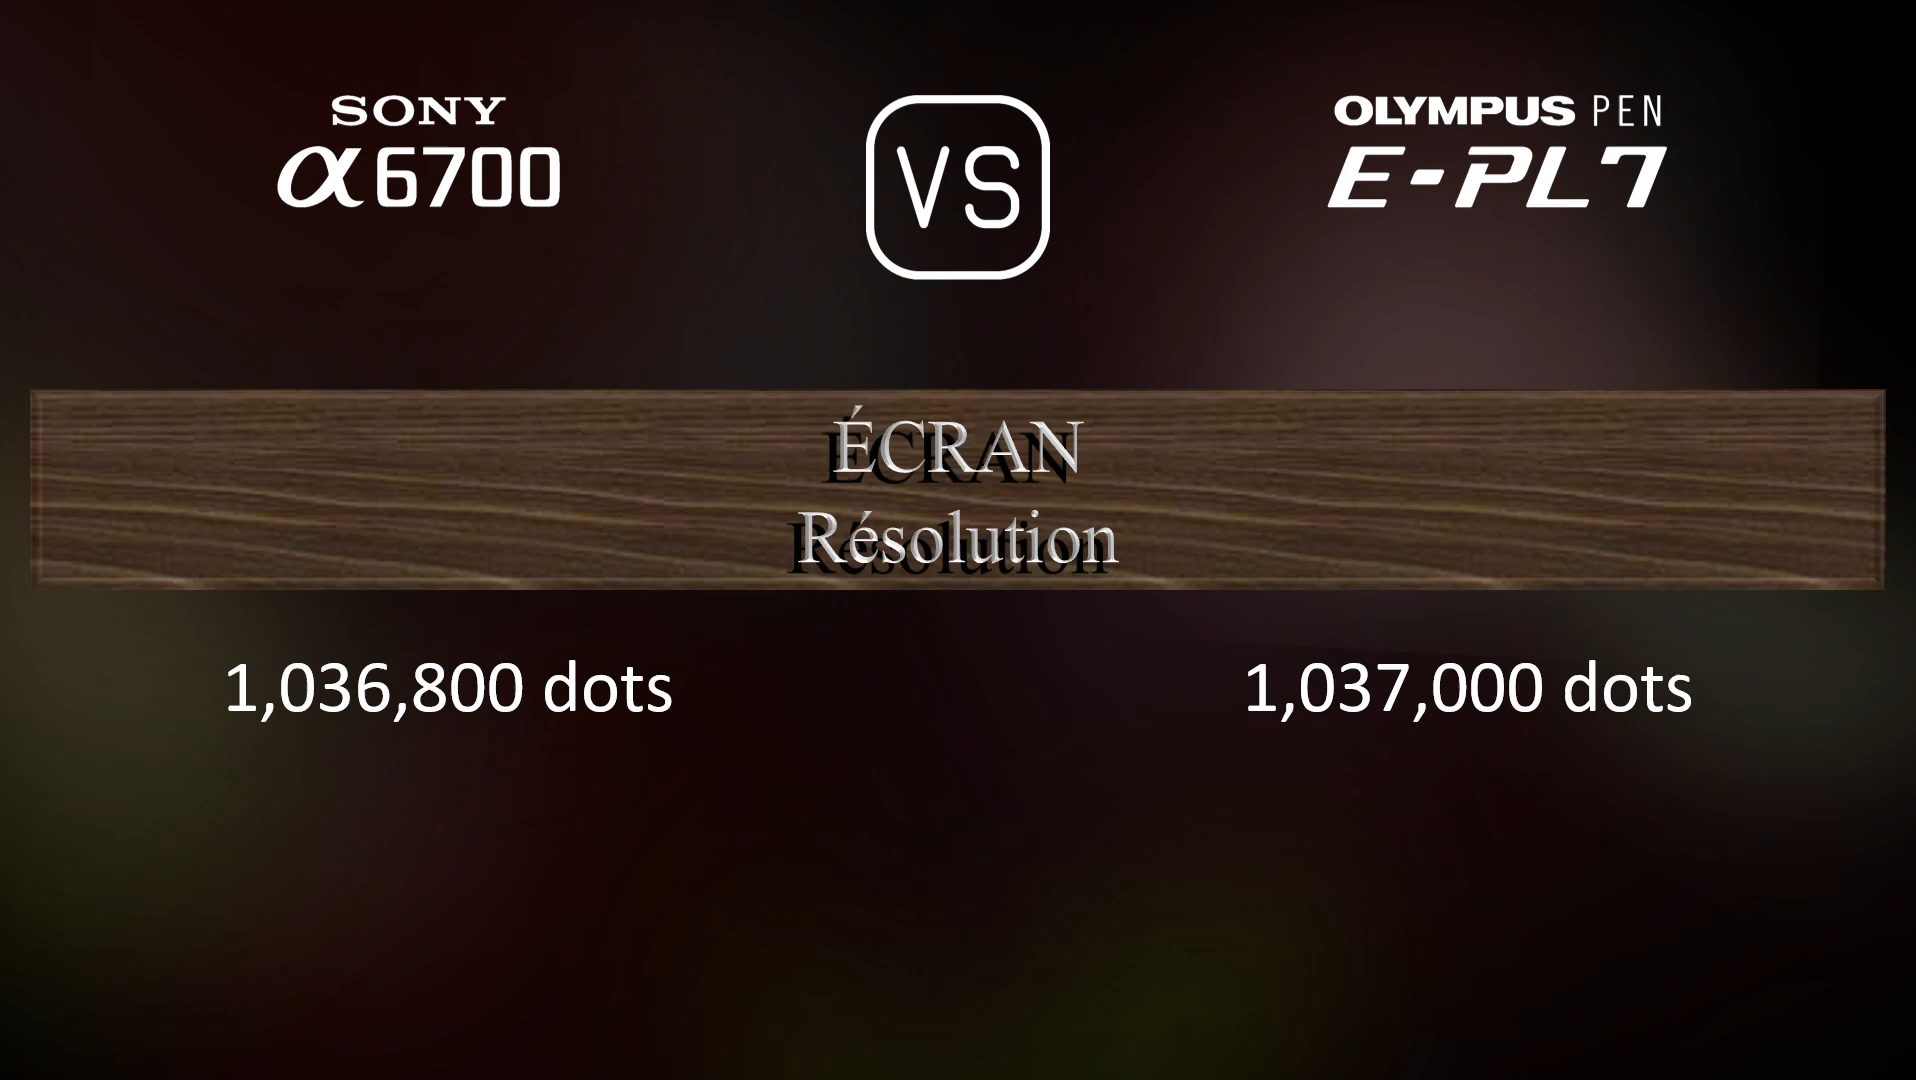 SONY
α6700
VS
OLYMPUS PEN
E-PL7
ÉCRAN
Résolution
1,036,800 dots
1,037,000 dots